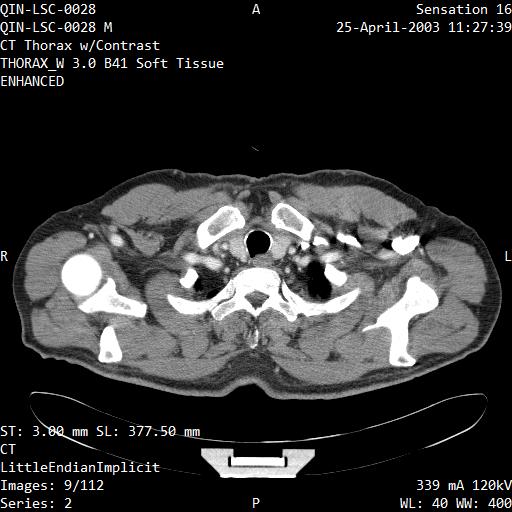 QIN-LSC-0028
A
Sensation 16
QIN-LSC-0028 M
25-April-2003 11:27:39
CT Thorax w/Contrast
THORAX_W 3.0 B41 Soft Tissue
ENHANCED
R
L
ST: 3.00 mm SL: 377.50 mm
CT
LittleEndianImplicit
Images: 9/112
339 mA 120kV
Series: 2
P
WL: 40 WW: 400